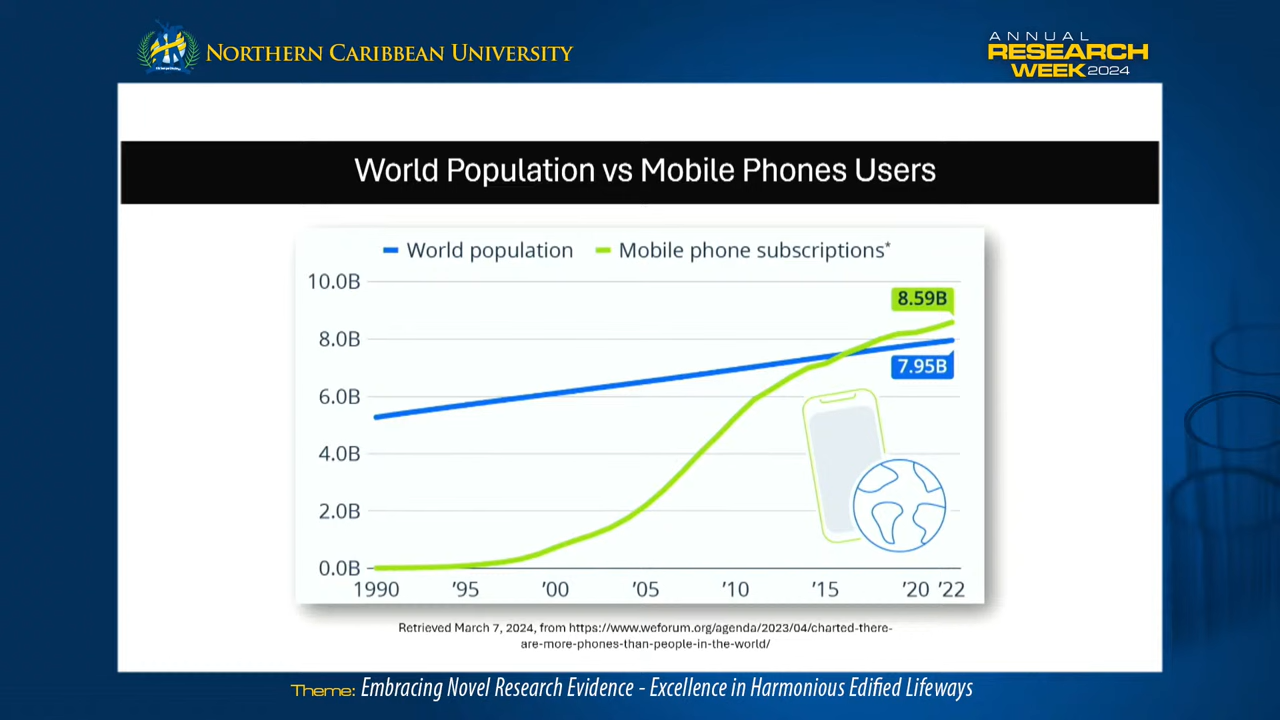 NORTHERN CARIBBEAN UNIVERSITY
ANNUAL
RESEARCH
WEEK 2024
World Population vs Mobile Phones Users
World population
Mobile phone subscriptions*
10.0B
8.59B
8.0B
7.95B
6.0B
4.0B
2.0B
0.0B
1990 '95 '00 '05 '10 '15 '20 '22
Retrieved March 7, 2024, from https://www.weforum.org/agenda/2023/04/charted-there-
are-more-phones-than-people-in-the-world/
Theme: Embracing Novel Research Evidence - Excellence in Harmonious Edified Lifeways